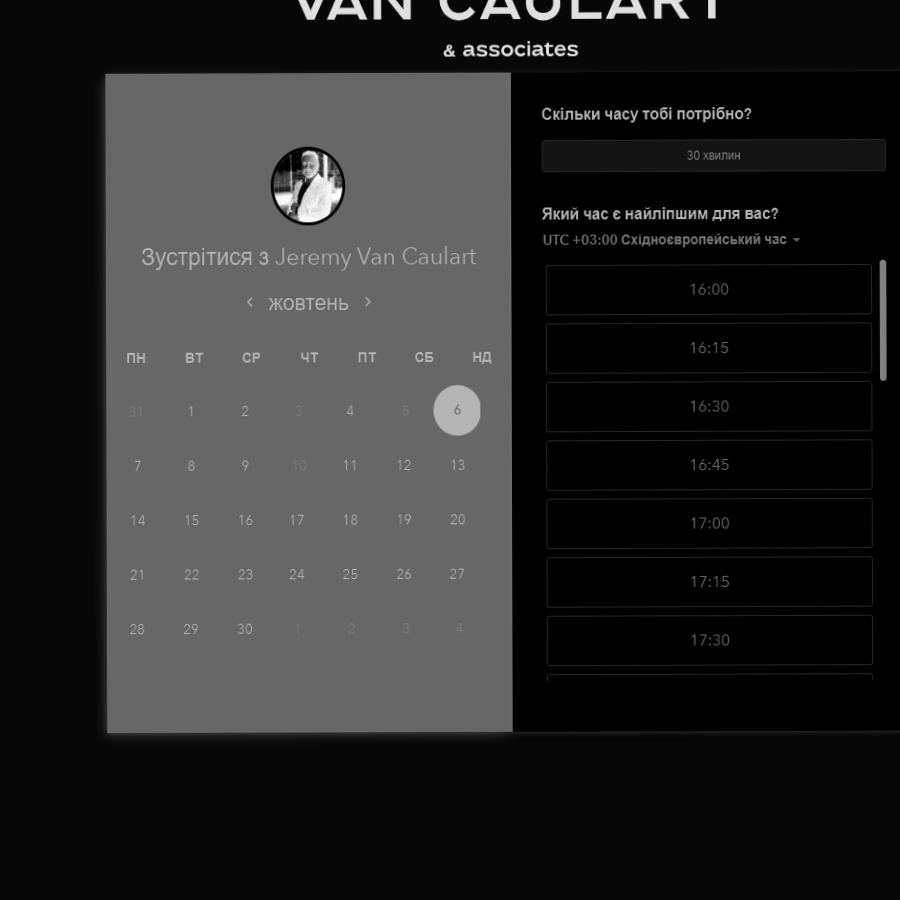 VAN CAULART
& associates
Зустрітися з Jeremy Van Caulart
жовтень
ПН ВТ СР ЧТ ПТ СБ НД
31 1 2 3 4 5 6
7 8 9 10 11 12 13
14 15 16 17 18 19 20
21 22 23 24 25 26 27
28 29 30 1 2 3 4
Скільки часу тобі потрібно?
30 хвилин
Який час є найліпшим для вас?
UTC +03:00 Східноєвропейський час
16:00
16:15
16:30
16:45
17:00
17:15
17:30